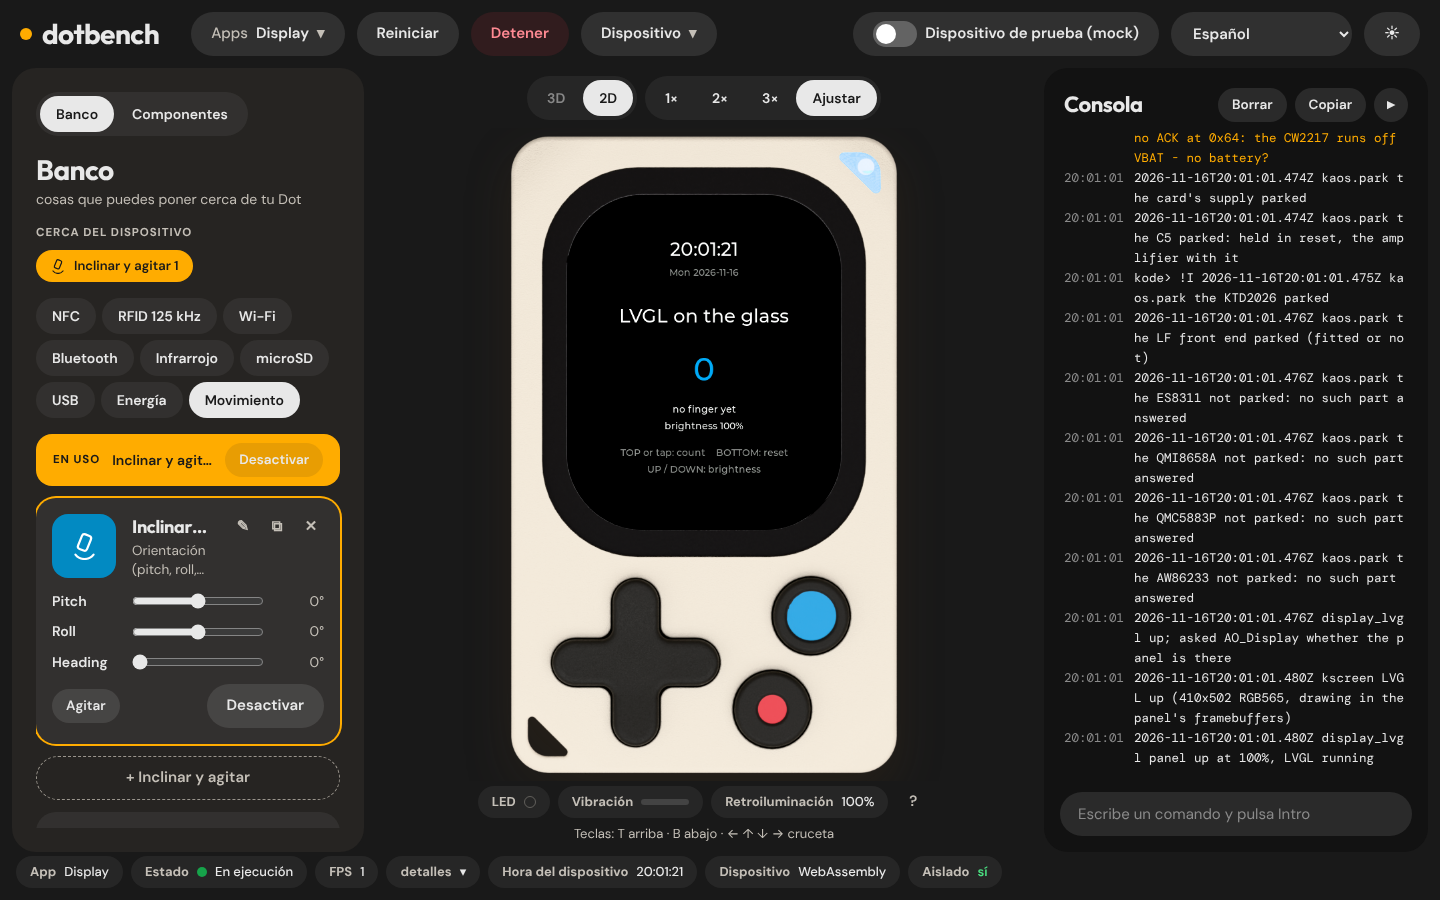 dotbench
Apps Display ▾
Reiniciar
Detener
Dispositivo ▾
Dispositivo de prueba (mock)
Español
Banco
Componentes
Banco
cosas que puedes poner cerca de tu Dot
CERCA DEL DISPOSITIVO
Inclinar y agitar 1
NFC
RFID 125 kHz
Wi-Fi
Bluetooth
Infrarrojo
microSD
USB
Energía
Movimiento
EN USO Inclinar y agit... Desactivar
Inclinar...
Orientación
(pitch, roll,...
Pitch 0°
Roll 0°
Heading 0°
Agitar
Desactivar
+ Inclinar y agitar
3D
2D
1×
2×
3×
Ajustar
20:01:21
Mon 2026-11-16
LVGL on the glass
0
no finger yet
brightness 100%
TOP or tap: count BOTTOM: reset
UP / DOWN: brightness
LED
Vibración
Retroiluminación 100%
?
Teclas: T arriba · B abajo · ← ↑ ↓ → cruceta
Consola
Borrar
Copiar
no ACK at 0x64: the CW2217 runs off
VBAT - no battery?
20:01:01 2026-11-16T20:01:01.474Z kaos.park t
he card's supply parked
20:01:01 2026-11-16T20:01:01.474Z kaos.park t
he C5 parked: held in reset, the amp
lifier with it
20:01:01 kode> !I 2026-11-16T20:01:01.475Z ka
os.park the KTD2026 parked
20:01:01 2026-11-16T20:01:01.476Z kaos.park t
he LF front end parked (fitted or no
t)
20:01:01 2026-11-16T20:01:01.476Z kaos.park t
he ES8311 not parked: no such part a
nswered
20:01:01 2026-11-16T20:01:01.476Z kaos.park t
he QMI8658A not parked: no such part
answered
20:01:01 2026-11-16T20:01:01.476Z kaos.park t
he QMC5883P not parked: no such part
answered
20:01:01 2026-11-16T20:01:01.476Z kaos.park t
he AW86233 not parked: no such part
answered
20:01:01 2026-11-16T20:01:01.476Z display_lvg
l up; asked AO_Display whether the p
anel is there
20:01:01 2026-11-16T20:01:01.480Z kscreen LVG
L up (410x502 RGB565, drawing in the
panel's framebuffers)
20:01:01 2026-11-16T20:01:01.480Z display_lvg
l panel up at 100%, LVGL running
Escribe un comando y pulsa Intro
App Display
Estado En ejecución
FPS 1
detalles ▾
Hora del dispositivo 20:01:21
Dispositivo WebAssembly
Aislado sí